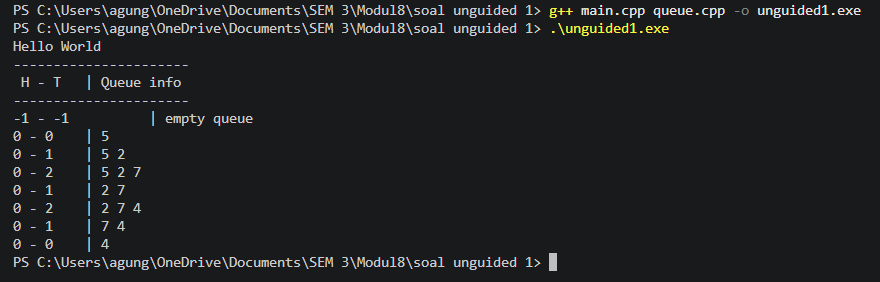 PS C:\Users\agung\OneDrive\Documents\SEM 3\Modul8\soal unguided 1> g++ main.cpp queue.cpp -o unguided1.exe
PS C:\Users\agung\OneDrive\Documents\SEM 3\Modul8\soal unguided 1> .\unguided1.exe
Hello World
----------------------
 H - T   | Queue info
----------------------
-1 - -1          | empty queue
0 - 0    | 5
0 - 1    | 5 2
0 - 2    | 5 2 7
0 - 1    | 2 7
0 - 2    | 2 7 4
0 - 1    | 7 4
0 - 0    | 4
PS C:\Users\agung\OneDrive\Documents\SEM 3\Modul8\soal unguided 1>